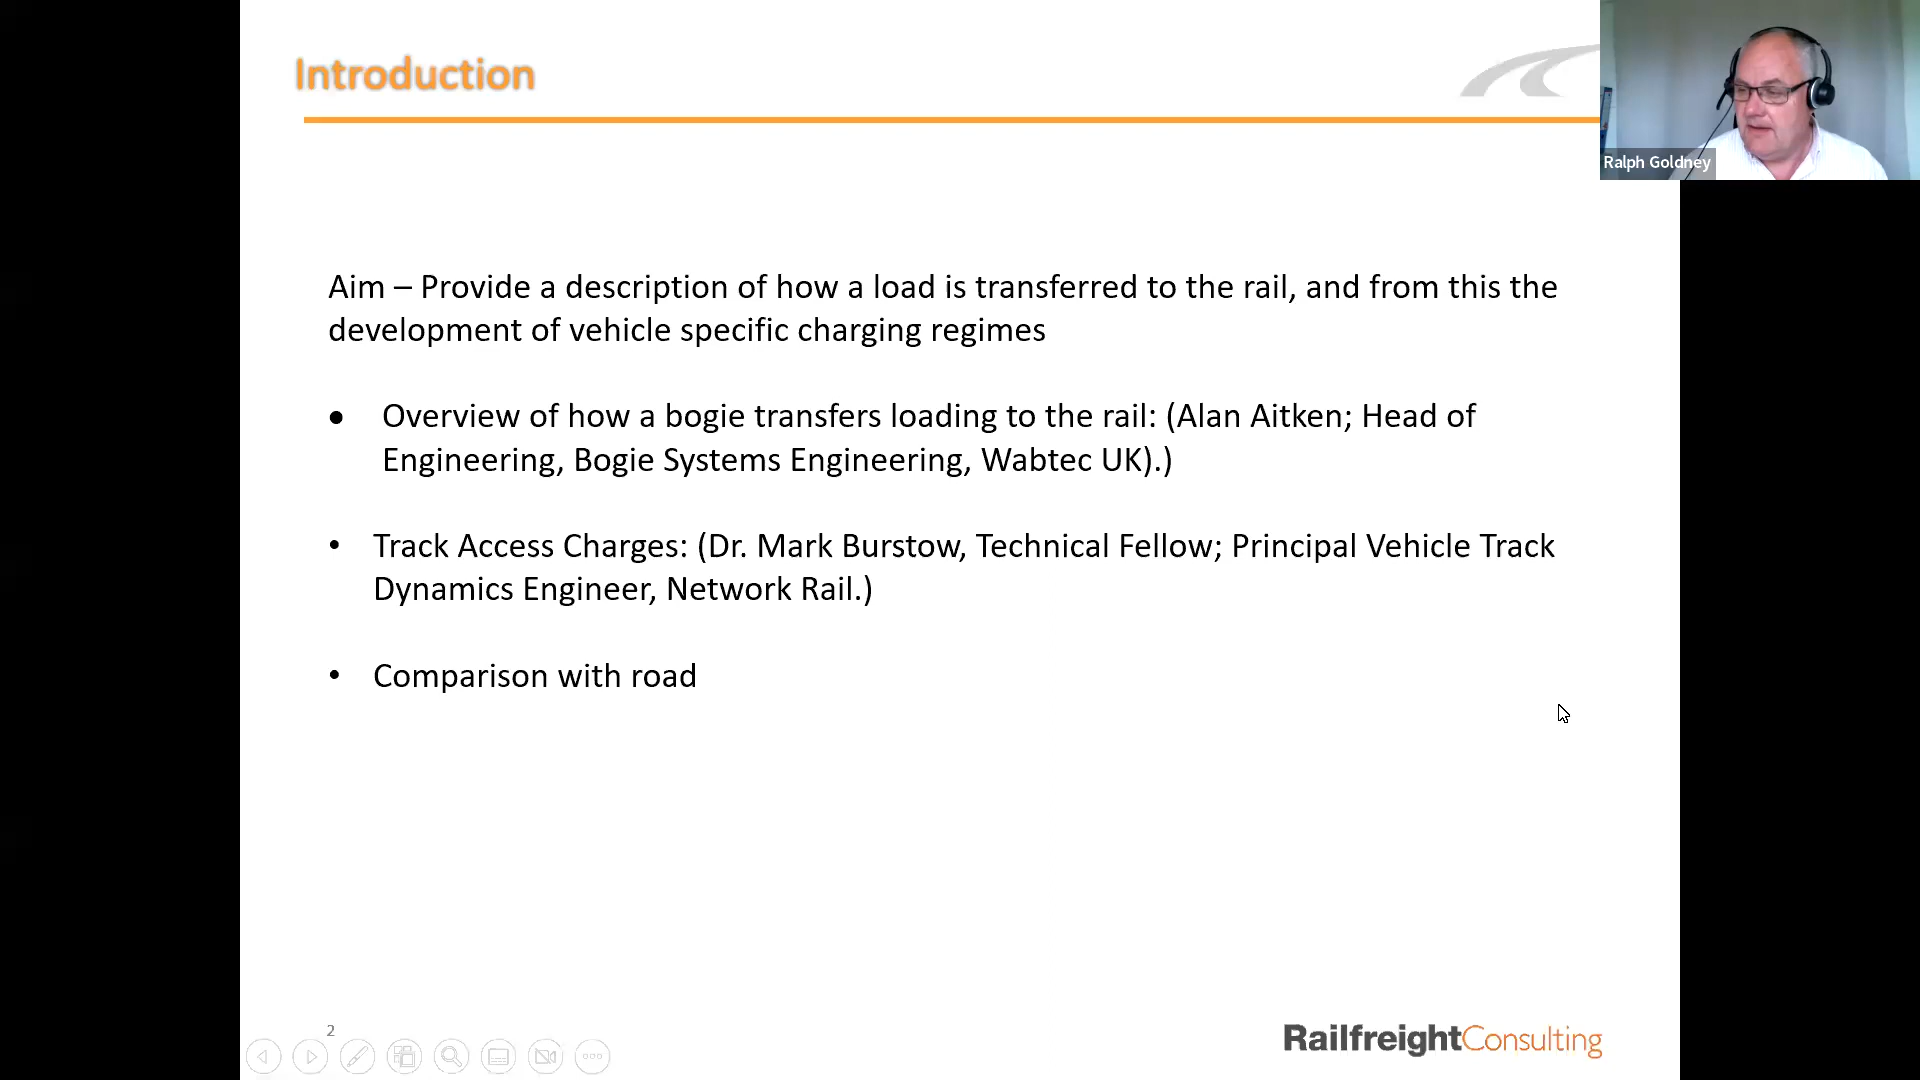 Introduction
Ralph Goldney
Aim – Provide a description of how a load is transferred to the rail, and from this the
development of vehicle specific charging regimes
• Overview of how a bogie transfers loading to the rail: (Alan Aitken; Head of
Engineering, Bogie Systems Engineering, Wabtec UK).)
• Track Access Charges: (Dr. Mark Burstow, Technical Fellow; Principal Vehicle Track
Dynamics Engineer, Network Rail.)
• Comparison with road
2
RailfreightConsulting